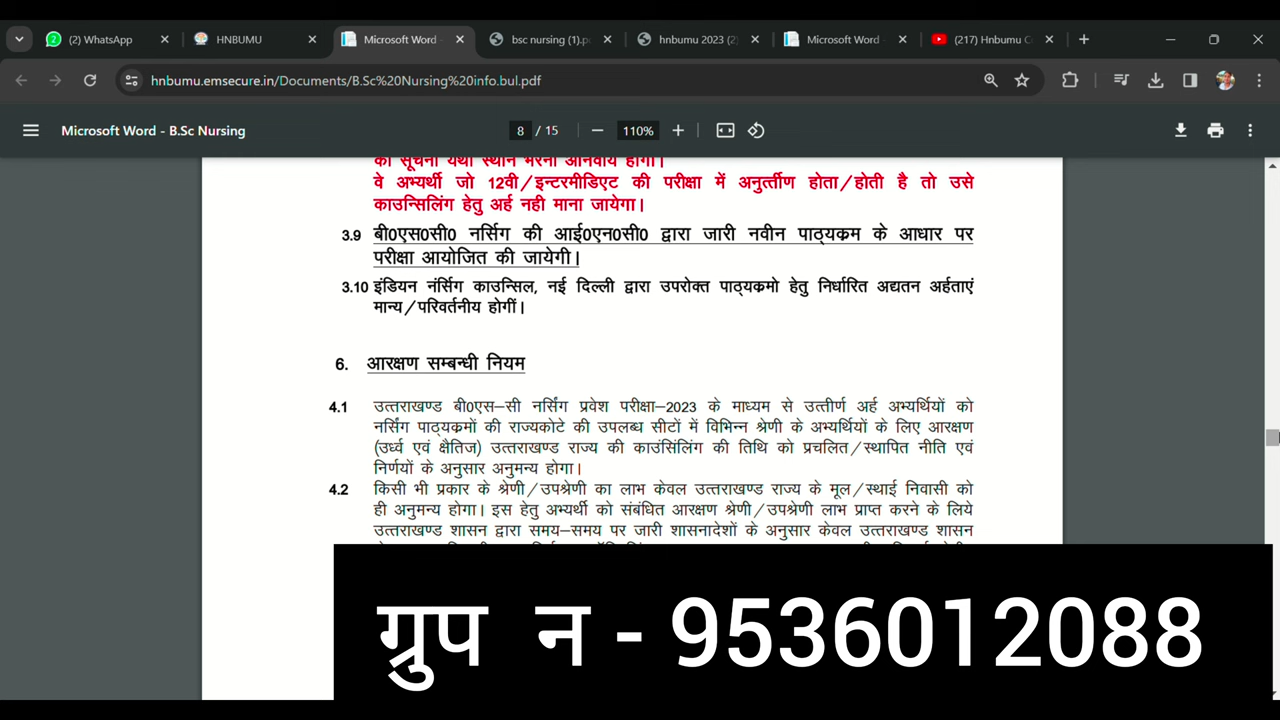 (2) WhatsApp
HNBUMU
Microsoft Word -
bsc nursing (1).p
hnbumu 2023 (2)
Microsoft Word -
(217) Hnbumu C
hnbumu.emsecure.in/Documents/B.Sc%20Nursing%20info.bul.pdf
Microsoft Word - B.Sc Nursing
8 / 15
110%
की सूचना यथा स्थान भरना अनिवार्य होगा।
वे अभ्यर्थी जो 12वी/इन्टरमीडिएट की परीक्षा में अनुर्त्तीण होता/होती है तो उसे
काउन्सिलिंग हेतु अर्ह नही माना जायेगा।
3.9 बी0एस0सी0 नर्सिग की आई0एन0सी0 द्वारा जारी नवीन पाठ्यकम के आधार पर
परीक्षा आयोजित की जायेगी।
3.10 इंडियन नंर्सिग काउन्सिल, नई दिल्ली द्वारा उपरोक्त पाठ्यकमो हेतु निर्धारित अद्यतन अर्हताएं
मान्य/परिवर्तनीय होगीं।
6. आरक्षण सम्बन्धी नियम
4.1 उत्तराखण्ड बी0एस–सी नर्सिंग प्रवेश परीक्षा–2023 के माध्यम से उत्तीर्ण अर्ह अभ्यर्थियों को
नर्सिंग पाठ्यकमों की राज्यकोटे की उपलब्ध सीटों में विभिन्न श्रेणी के अभ्यर्थियों के लिए आरक्षण
(उर्ध्व एवं क्षैतिज) उत्तराखण्ड राज्य की काउंसिंलिंग की तिथि को प्रचलित/स्थापित नीति एवं
निर्णयों के अनुसार अनुमन्य होगा।
4.2 किसी भी प्रकार के श्रेणी/उपश्रेणी का लाभ केवल उत्तराखण्ड राज्य के मूल/स्थाई निवासी को
ही अनुमन्य होगा। इस हेतु अभ्यर्थी को संबंधित आरक्षण श्रेणी/उपश्रेणी लाभ प्राप्त करने के लिये
उत्तराखण्ड शासन द्वारा समय–समय पर जारी शासनादेशों के अनुसार केवल उत्तराखण्ड शासन
ग्रुप न - 9536012088